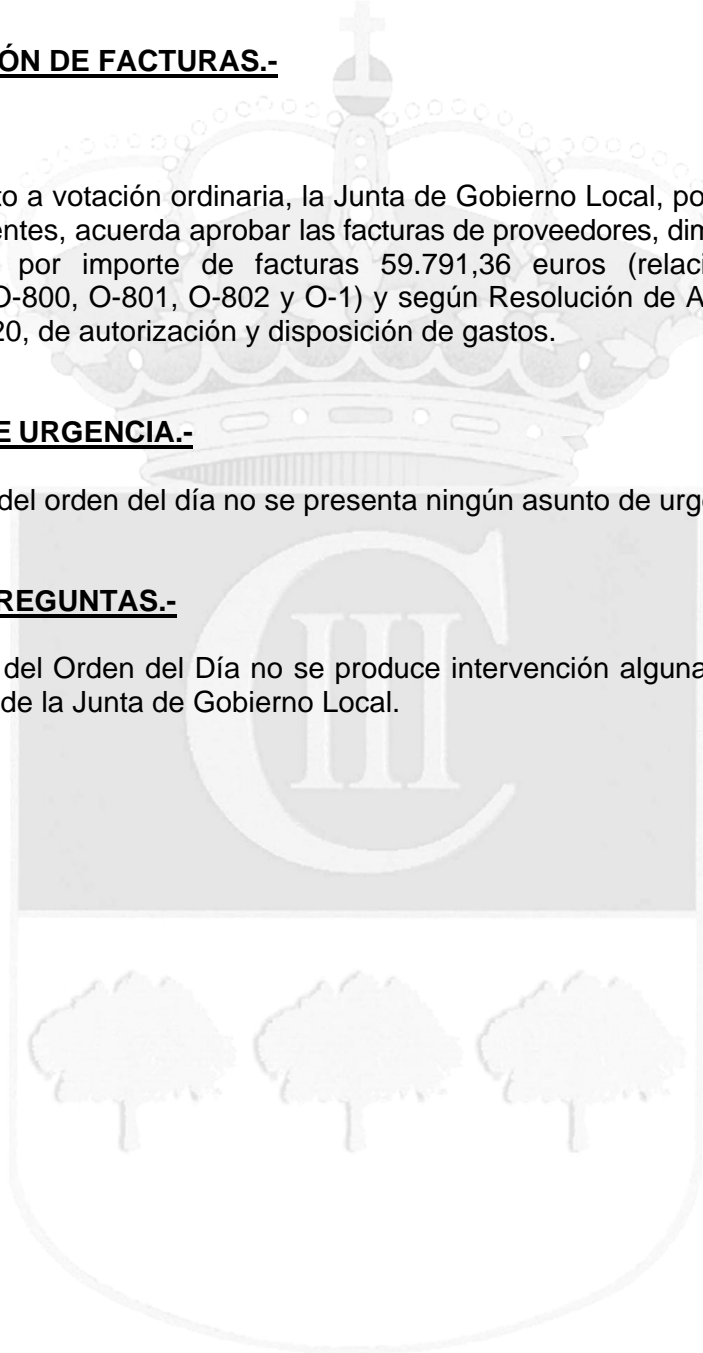 ÓN DE FACTURAS.-
to a votación ordinaria, la Junta de Gobierno Local, po
entes, acuerda aprobar las facturas de proveedores, dim
por importe de facturas 59.791,36 euros (relaci
O-800, O-801, O-802 y O-1) y según Resolución de A
20, de autorización y disposición de gastos.
E URGENCIA.-
del orden del día no se presenta ningún asunto de urge
REGUNTAS.-
del Orden del Día no se produce intervención alguna
de la Junta de Gobierno Local.
C III